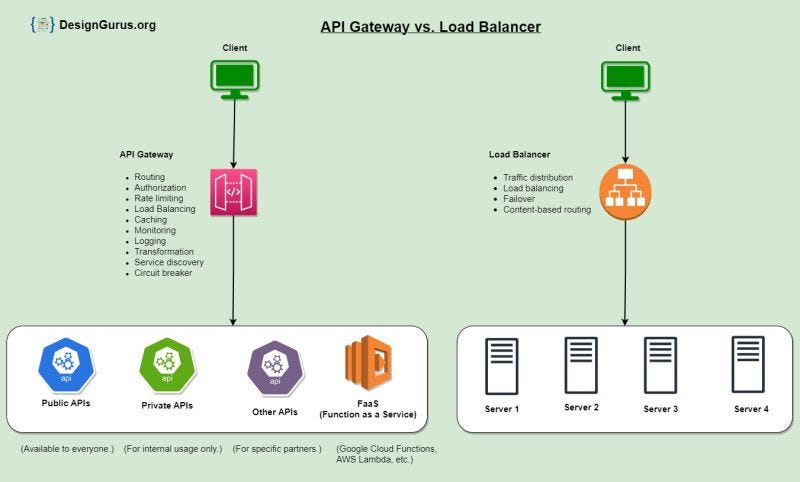 DesignGurus.org
API Gateway vs. Load Balancer
Client
API Gateway
Routing
Authorization
Rate limiting
Load Balancing
Caching
Monitoring
Logging
Transformation
Service discovery
Circuit breaker
api
Public APIs
(Available to everyone.)
api
Private APIs
(For internal usage only.)
api
Other APIs
(For specific partners.)
FaaS
(Function as a Service)
(Google Cloud Functions,
AWS Lambda, etc.)
Client
Load Balancer
Traffic distribution
Load balancing
Failover
Content-based routing
Server 1
Server 2
Server 3
Server 4